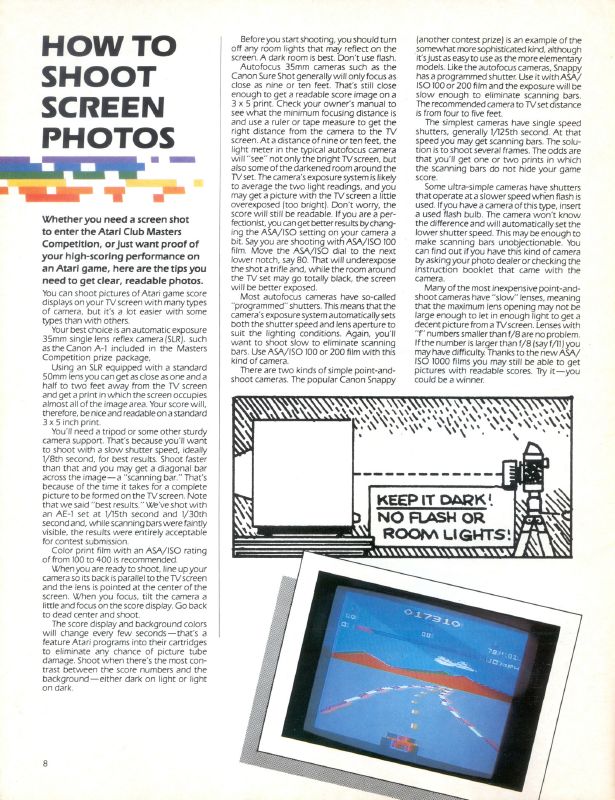 HOW TO
SHOOT
SCREEN
PHOTOS
Whether you need a screen shot
to enter the Atari Club Masters
Competition, or just want proof of
your high-scoring performance on
an Atari game, here are the tips you
need to get clear, readable photos.
You can shoot pictures of Atari game score
displays on your TV screen with many types
of camera, but it's a lot easier with some
types than with others.
Your best choice is an automatic exposure
35mm single lens reflex camera (SLR), such
as the Canon A-1 included in the Masters
Competition prize package.
Using an SLR equipped with a standard
50mm lens you can get as close as one and a
half to two feet away from the TV screen
and get a print in which the screen occupies
almost all of the image area. Your score will,
therefore, be nice and readable on a standard
3 x 5 inch print.
You'll need a tripod or some other sturdy
camera support. That's because you'll want
to shoot with a slow shutter speed, ideally
1/8th second, for best results. Shoot faster
than that and you may get a diagonal bar
across the image—a "scanning bar." That's
because of the time it takes for a complete
picture to be formed on the TV screen. Note
that we said "best results." We've shot with
an AE-1 set at 1/15th second and 1/30th
second and, while scanning bars were faintly
visible, the results were entirely acceptable
for contest submission.
Color print film with an ASA/ISO rating
of from 100 to 400 is recommended.
When you are ready to shoot, line up your
camera so its back is parallel to the TV screen
and the lens is pointed at the center of the
screen. When you focus, tilt the camera a
little and focus on the score display. Go back
to dead center and shoot.
The score display and background colors
will change every few seconds—that's a
feature Atari programs into their cartridges
to eliminate any chance of picture tube
damage. Shoot when there's the most con-
trast between the score numbers and the
background—either dark on light or light
on dark.
Before you start shooting, you should turn
off any room lights that may reflect on the
screen. A dark room is best. Don't use flash.
Autofocus 35mm cameras such as the
Canon Sure Shot generally will only focus as
close as nine or ten feet. That's still close
enough to get a readable score image on a
3 x 5 print. Check your owner's manual to
see what the minimum focusing distance is
and use a ruler or tape measure to get the
right distance from the camera to the TV
screen. At a distance of nine or ten feet, the
light meter in the typical autofocus camera
will "see" not only the bright TV screen, but
also some of the darkened room around the
TV set. The camera's exposure system is likely
to average the two light readings, and you
may get a picture with the TV screen a little
overexposed (too bright). Don't worry, the
score will still be readable. If you are a per-
fectionist, you can get better results by chang-
ing the ASA/ISO setting on your camera a
bit. Say you are shooting with ASA/ISO 100
film. Move the ASA/ISO dial to the next
lower notch, say 80. That will underexpose
the shot a trifle and, while the room around
the TV set may go totally black, the screen
will be better exposed.
Most autofocus cameras have so-called
"programmed" shutters. This means that the
camera's exposure system automatically sets
both the shutter speed and lens aperture to
suit the lighting conditions. Again, you'll
want to shoot slow to eliminate scanning
bars. Use ASA/ISO 100 or 200 film with this
kind of camera.
There are two kinds of simple point-and-
shoot cameras. The popular Canon Snappy
(another contest prize) is an example of the
somewhat more sophisticated kind, although
it's just as easy to use as the more elementary
models. Like the autofocus cameras, Snappy
has a programmed shutter. Use it with ASA/
ISO 100 or 200 film and the exposure will be
slow enough to eliminate scanning bars.
The recommended camera to TV set distance
is from four to five feet.
The simplest cameras have single speed
shutters, generally 1/125th second. At that
speed you may get scanning bars. The solu-
tion is to shoot several frames. The odds are
that you'll get one or two prints in which
the scanning bars do not hide your game
score.
Some ultra-simple cameras have shutters
that operate at a slower speed when flash is
used. If you have a camera of this type, insert
a used flash bulb. The camera won't know
the difference and will automatically set the
lower shutter speed. This may be enough to
make scanning bars unobjectionable. You
can find out if you have this kind of camera
by asking your photo dealer or checking the
instruction booklet that came with the
camera.
Many of the most inexpensive point-and-
shoot cameras have "slow" lenses, meaning
that the maximum lens opening may not be
large enough to let in enough light to get a
decent picture from a TV screen. Lenses with
"f" numbers smaller than f/8 are no problem.
If the number is larger than f/8 (say f/11) you
may have difficulty. Thanks to the new ASA/
ISO 1000 films you may still be able to get
pictures with readable scores. Try it—you
could be a winner.
KEEP IT DARK!
NO FLASH OR
ROOM LIGHTS!
017310
8